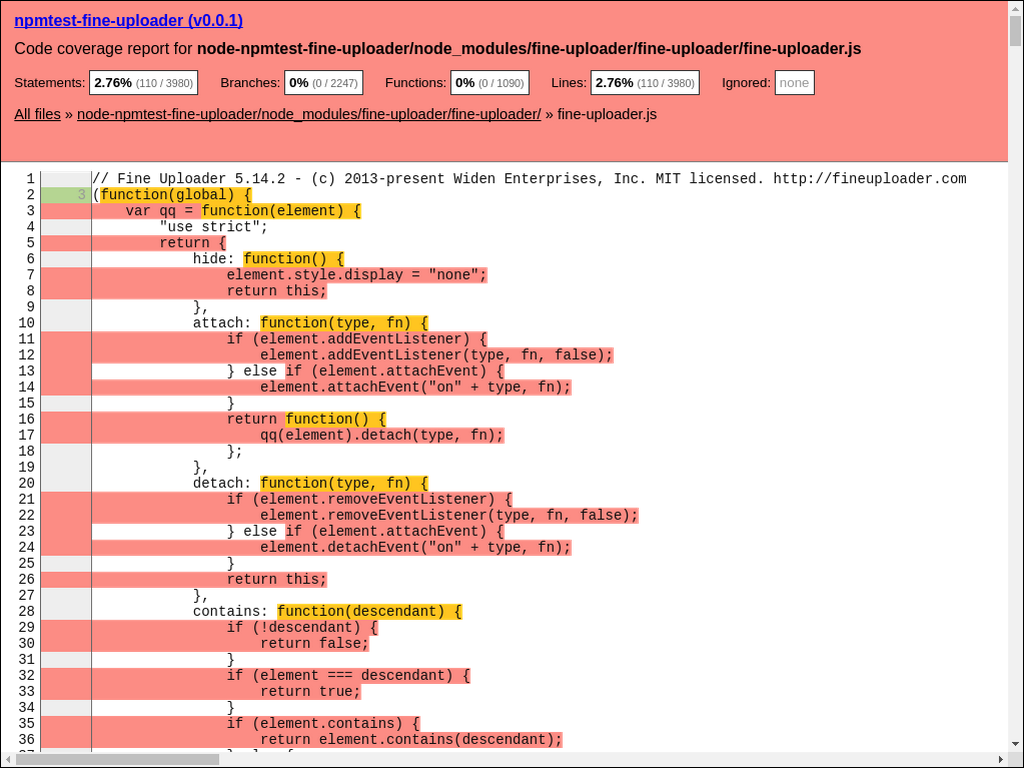 npmtest-fine-uploader (v0.0.1)
Code coverage report for node-npmtest-fine-uploader/node_modules/fine-uploader/fine-uploader/fine-uploader.js
Statements: 2.76% (110 / 3980) Branches: 0% (0 / 2247) Functions: 0% (0 / 1090) Lines: 2.76% (110 / 3980) Ignored: none
All files » node-npmtest-fine-uploader/node_modules/fine-uploader/fine-uploader/ » fine-uploader.js
1 // Fine Uploader 5.14.2 - (c) 2013-present Widen Enterprises, Inc. MIT licensed. http://fineuploader.com
2 3 (function(global) {
3 var qq = function(element) {
4 "use strict";
5 return {
6 hide: function() {
7 element.style.display = "none";
8 return this;
9 },
10 attach: function(type, fn) {
11 if (element.addEventListener) {
12 element.addEventListener(type, fn, false);
13 } else if (element.attachEvent) {
14 element.attachEvent("on" + type, fn);
15 }
16 return function() {
17 qq(element).detach(type, fn);
18 };
19 },
20 detach: function(type, fn) {
21 if (element.removeEventListener) {
22 element.removeEventListener(type, fn, false);
23 } else if (element.attachEvent) {
24 element.detachEvent("on" + type, fn);
25 }
26 return this;
27 },
28 contains: function(descendant) {
29 if (!descendant) {
30 return false;
31 }
32 if (element === descendant) {
33 return true;
34 }
35 if (element.contains) {
36 return element.contains(descendant);